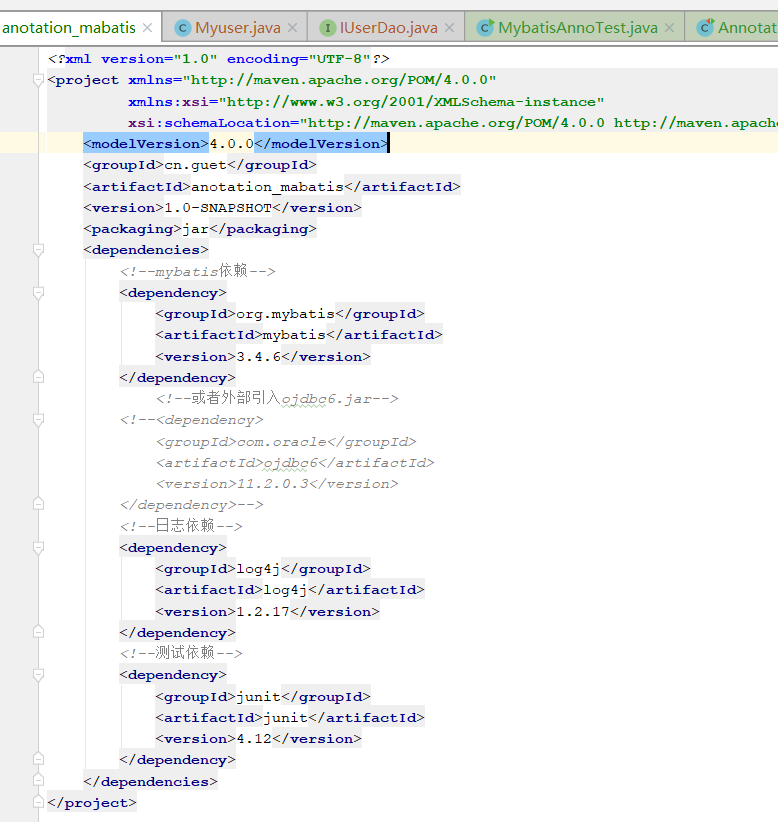 anotation_mabatis × Myuser.java × IUserDao.java × MybatisAnnoTest.java × Annotat
<?xml version="1.0" encoding="UTF-8"?>
<project xmlns="http://maven.apache.org/POM/4.0.0"
xmlns:xsi="http://www.w3.org/2001/XMLSchema-instance"
xsi:schemaLocation="http://maven.apache.org/POM/4.0.0 http://maven.apach
<modelVersion>4.0.0</modelVersion>
<groupId>cn.guet</groupId>
<artifactId>anotation_mabatis</artifactId>
<version>1.0-SNAPSHOT</version>
<packaging>jar</packaging>
<dependencies>
<!--mybatis依赖-->
<dependency>
<groupId>org.mybatis</groupId>
<artifactId>mybatis</artifactId>
<version>3.4.6</version>
</dependency>
<!--或者外部引入ojdbc6.jar-->
<!--<dependency>
<groupId>com.oracle</groupId>
<artifactId>ojdbc6</artifactId>
<version>11.2.0.3</version>
</dependency>-->
<!--日志依赖-->
<dependency>
<groupId>log4j</groupId>
<artifactId>log4j</artifactId>
<version>1.2.17</version>
</dependency>
<!--测试依赖-->
<dependency>
<groupId>junit</groupId>
<artifactId>junit</artifactId>
<version>4.12</version>
</dependency>
</dependencies>
</project>